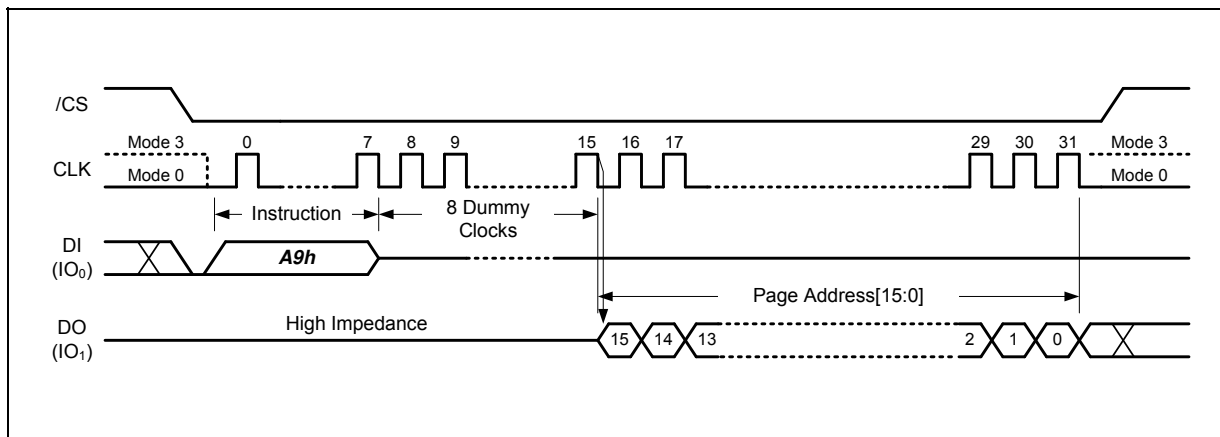 /CS
Mode 3 0 7 8 9 15 16 17 29 30 31 Mode 3
CLK
Mode 0 Mode 0
Instruction 8 Dummy
Clocks
DI
(IO₀)
A9h
Page Address[15:0]
DO
(IO₁)
High Impedance
15 14 13 2 1 0